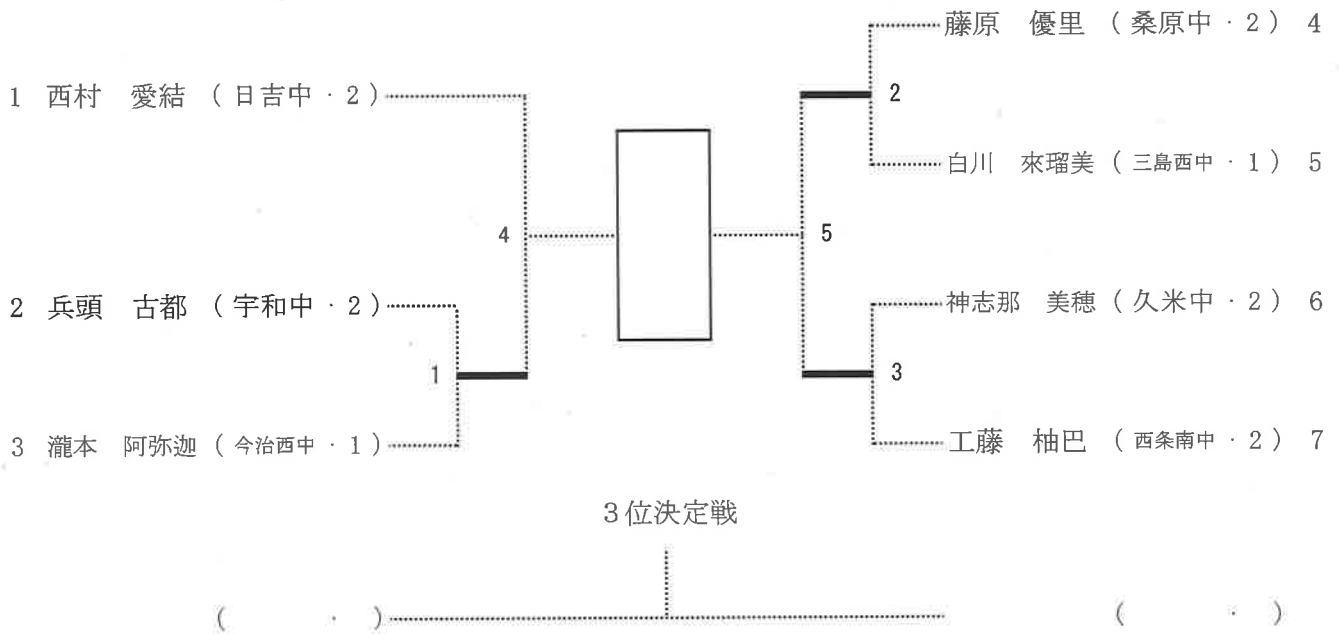 藤原 優里 ( 桑原中 · 2 ) 4
1 西村 愛結 ( 日吉中 · 2 )
2
白川 來瑠美 ( 三島西中 · 1 ) 5
4
5
2 兵頭 古都 ( 宇和中 · 2 )
神志那 美穂 ( 久米中 · 2 ) 6
1
3
3 瀧本 阿弥迦 ( 今治西中 · 1 )
工藤 柚巴 ( 西条南中 · 2 ) 7
3位決定戦
( · )
( · )